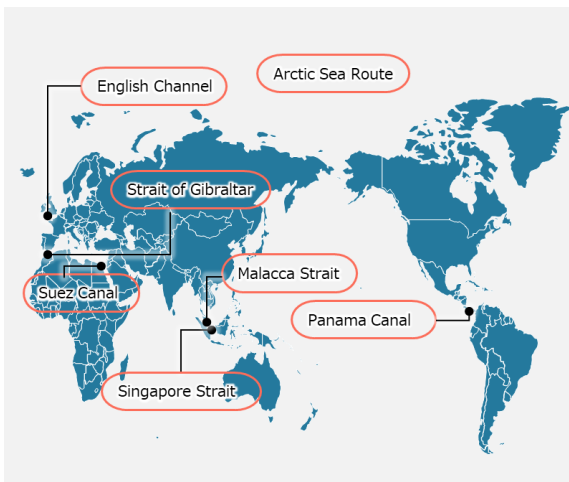 Arctic Sea Route
English Channel
Strait of Gibraltar
Malacca Strait
Suez Canal
Panama Canal
Singapore Strait